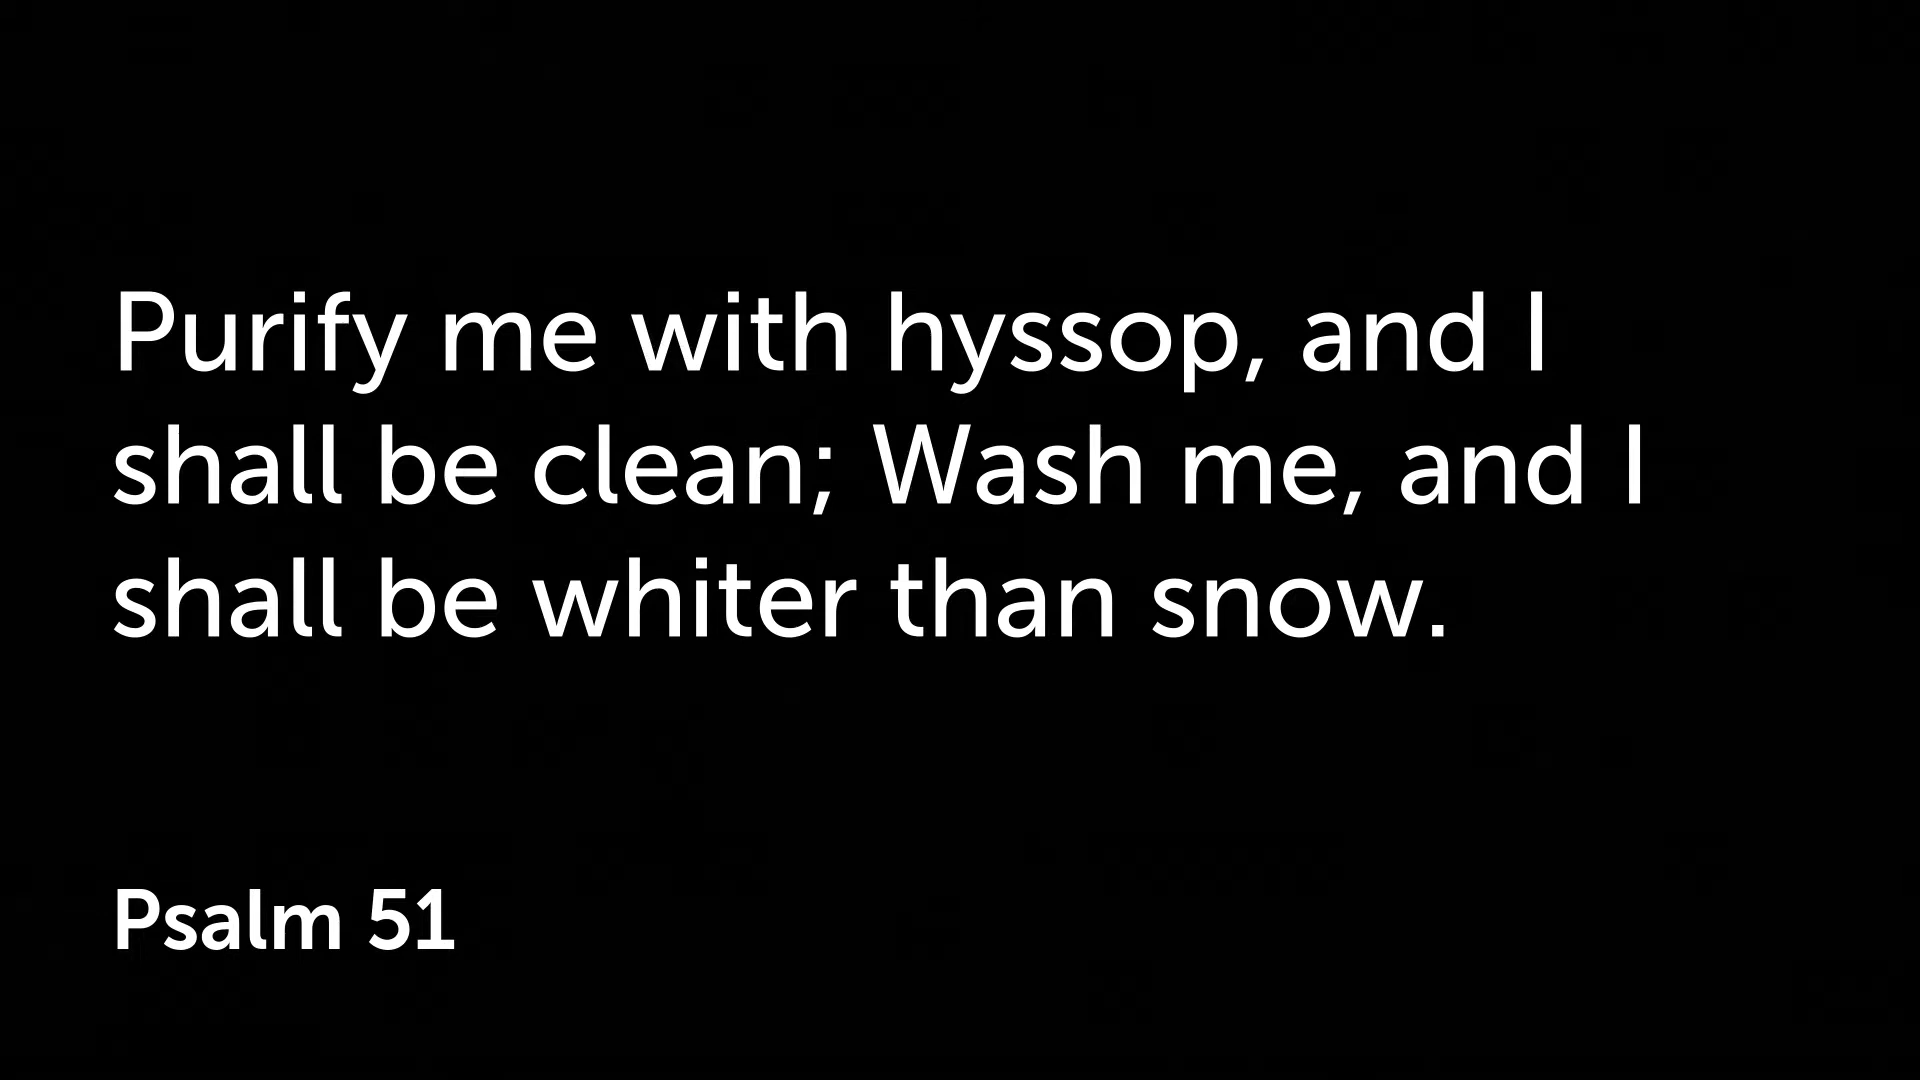 Purify me with hyssop, and I
shall be clean; Wash me, and I
shall be whiter than snow.
Psalm 51